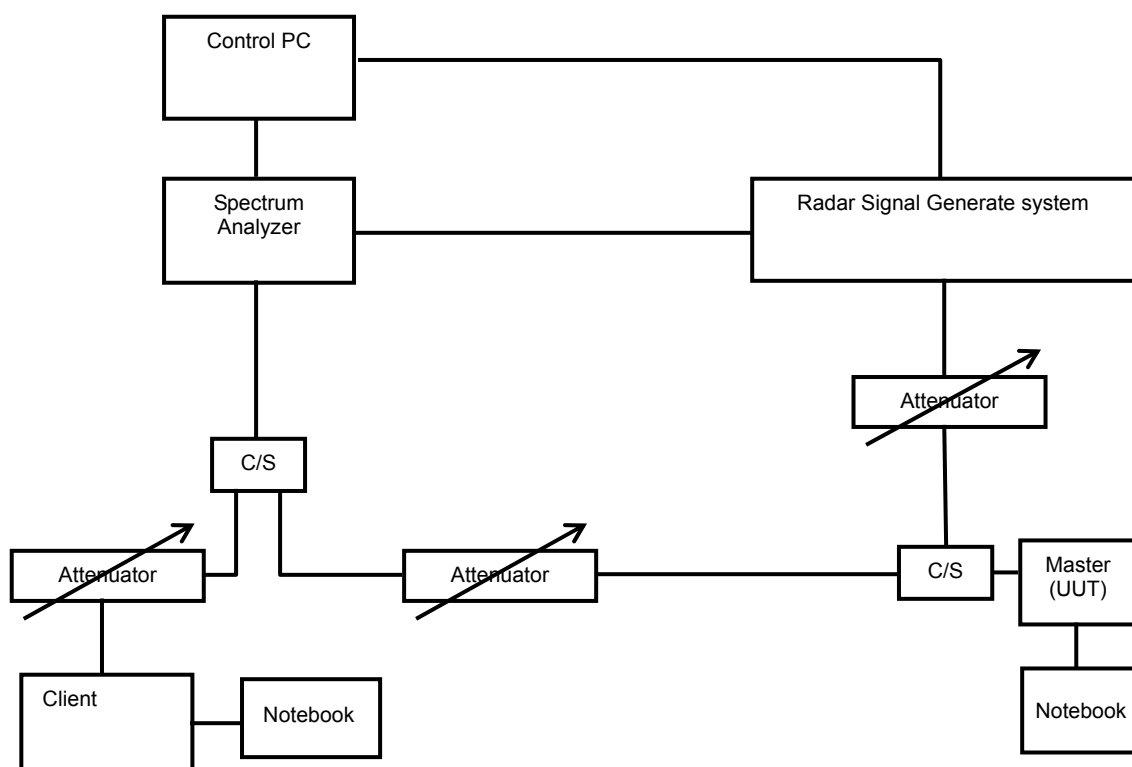 Control PC
Spectrum
Analyzer
Radar Signal Generate system
Attenuator
C/S
Attenuator
Attenuator
C/S
Master
(UUT)
Client
Notebook
Notebook